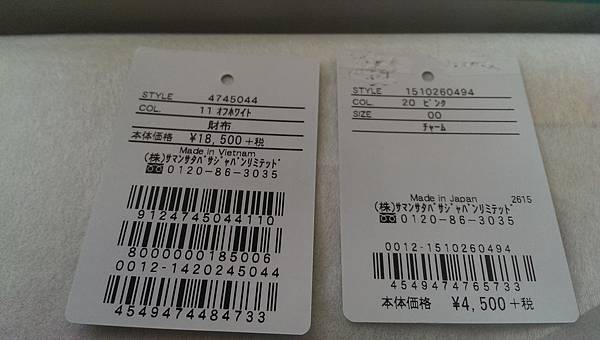 STYLE 4745044
COL. 11 ｵﾌﾎﾜｲﾄ
財布
本体価格 ¥18,500+税
Made in Vietnam
(株)ｻﾏﾝｻﾀﾊﾞｻｼﾞｬﾊﾟﾝﾘﾐﾃｯﾄﾞ
0120-86-3035
9124745044110
8000000185006
0012-1420245044
4549474484733
STYLE 1510260494
COL. 20 ﾋﾟﾝｸ
SIZE 00
ﾁｬｰﾑ
Made in Japan 2615
(株)ｻﾏﾝｻﾀﾊﾞｻｼﾞｬﾊﾟﾝﾘﾐﾃｯﾄﾞ
0120-86-3035
0012-1510260494
4549474765733
本体価格 ¥4,500+税